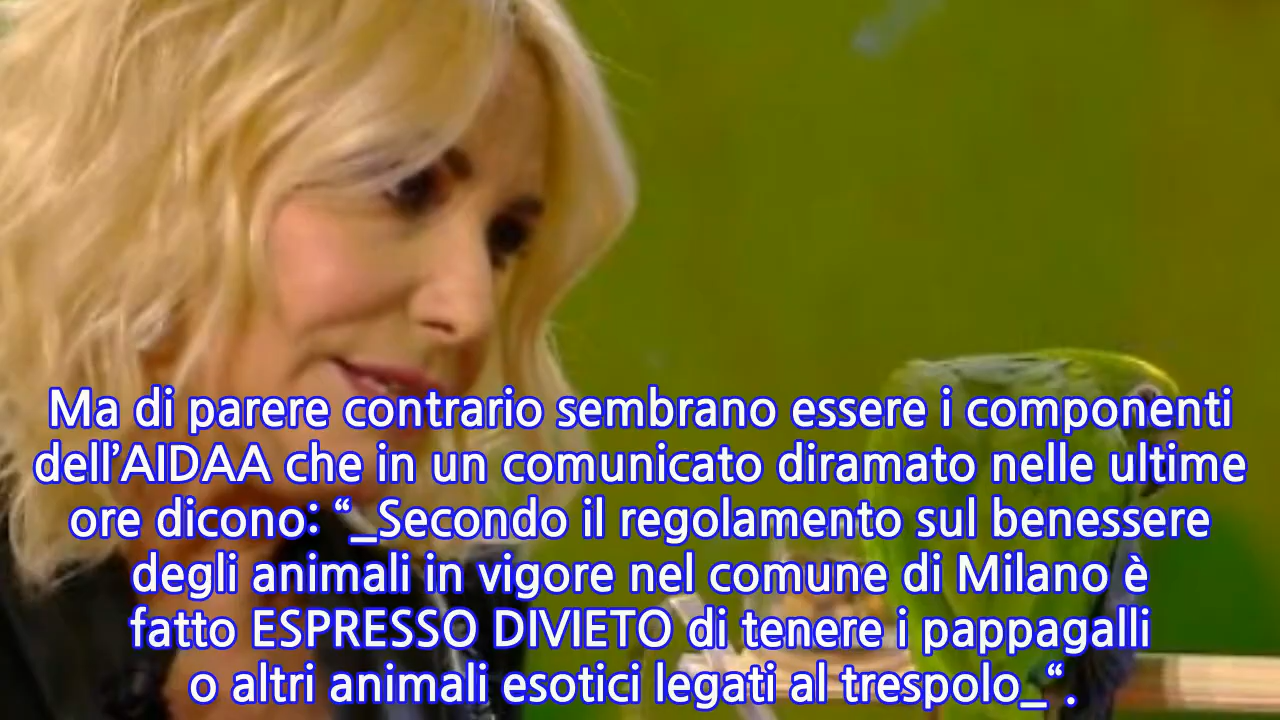 Ma di parere contrario sembrano essere i componenti
dell’AIDAA che in un comunicato diramato nelle ultime
ore dicono: “_Secondo il regolamento sul benessere
degli animali in vigore nel comune di Milano è
fatto ESPRESSO DIVIETO di tenere i pappagalli
o altri animali esotici legati al trespolo_“.